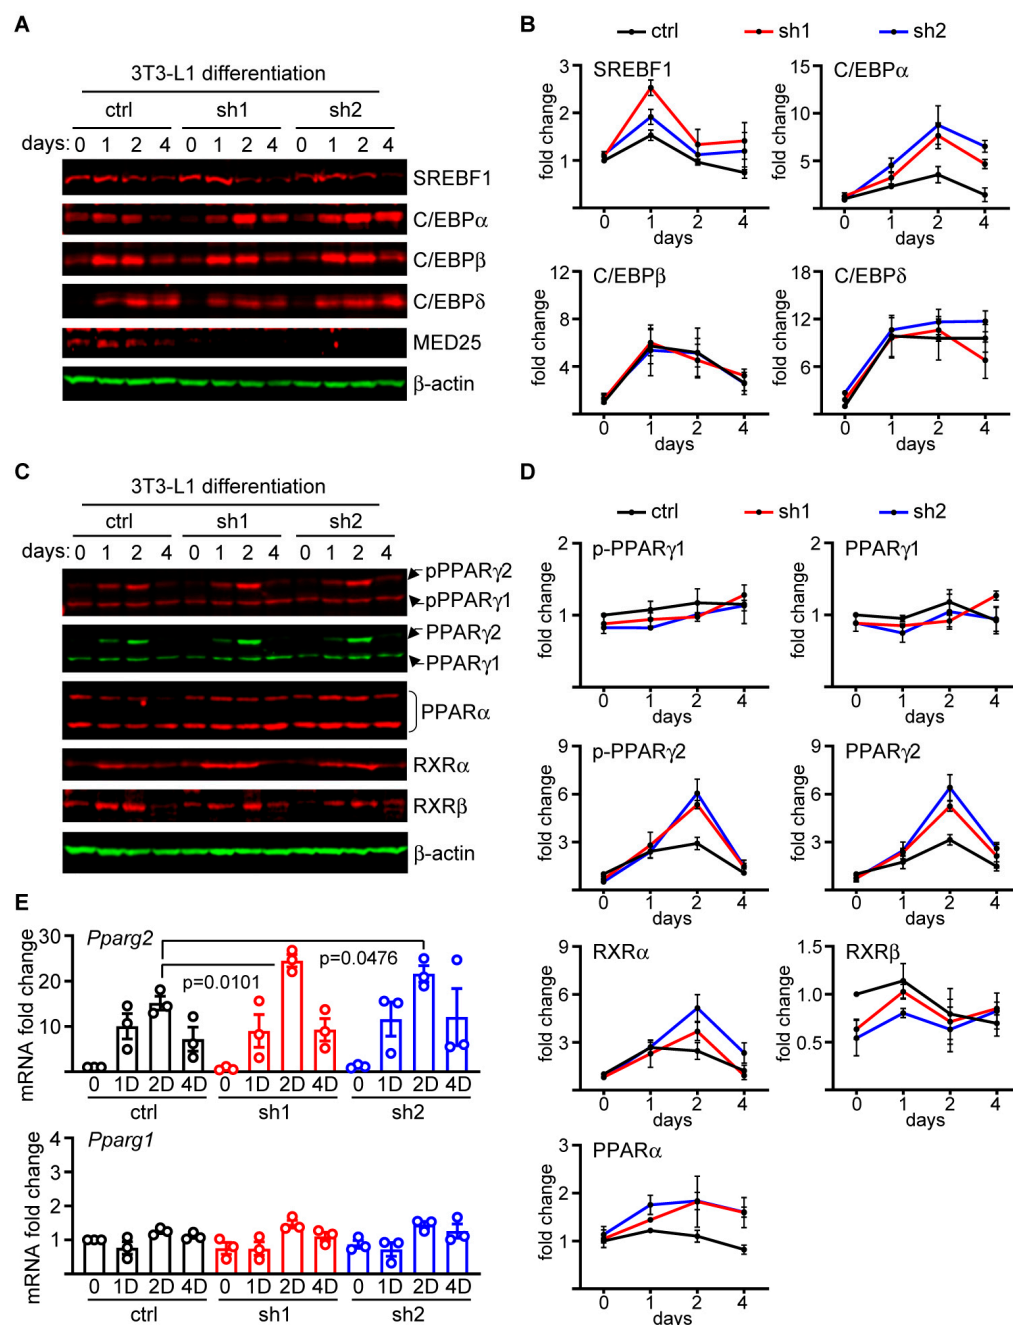 A
3T3-L1 differentiation
ctrl sh1 sh2
days: 0 1 2 4 0 1 2 4 0 1 2 4
SREBF1
C/EBPα
C/EBPβ
C/EBPδ
MED25
β-actin
B
ctrl sh1 sh2
SREBF1
fold change
3
2
1
0 1 2 4
days
C/EBPα
fold change
15
10
5
0 1 2 4
days
C/EBPβ
fold change
12
8
4
0 1 2 4
days
C/EBPδ
fold change
18
12
6
0 1 2 4
days
C
3T3-L1 differentiation
ctrl sh1 sh2
days: 0 1 2 4 0 1 2 4 0 1 2 4
pPPARγ2
pPPARγ1
PPARγ2
PPARγ1
PPARα
RXRα
RXRβ
β-actin
D
ctrl sh1 sh2
p-PPARγ1
fold change
2
1
0 1 2 4
days
PPARγ1
fold change
2
1
0 1 2 4
days
p-PPARγ2
fold change
9
6
3
0 1 2 4
days
PPARγ2
fold change
9
6
3
0 1 2 4
days
RXRα
fold change
9
6
3
0 1 2 4
days
RXRβ
fold change
1.5
1.0
0.5
0 1 2 4
days
PPARα
fold change
3
2
1
0 1 2 4
days
E
Pparg2
mRNA fold change
30
20
10
p=0.0101
p=0.0476
0 1D 2D 4D 0 1D 2D 4D 0 1D 2D 4D
ctrl sh1 sh2
Pparg1
mRNA fold change
4
3
2
1
0 1D 2D 4D 0 1D 2D 4D 0 1D 2D 4D
ctrl sh1 sh2